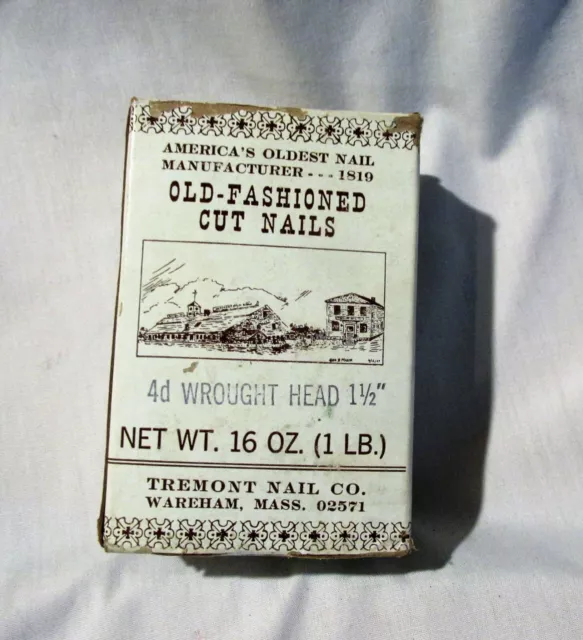 AMERICA'S OLDEST NAIL
MANUFACTURER --- 1819
OLD-FASHIONED
CUT NAILS
4d WROUGHT HEAD 1½"
NET WT. 16 OZ. (1 LB.)
TREMONT NAIL CO.
WAREHAM, MASS. 02571